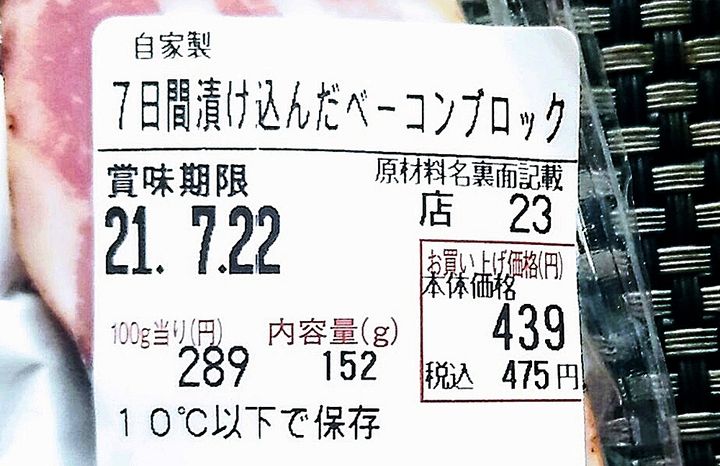 自家製
7日間漬け込んだベーコンブロック
賞味期限 原材料名裏面記載
21. 7.22 店 23
お買い上げ価格(円)
本体価格
439
100g当り(円) 内容量(g)
289 152 税込 475円
10℃以下で保存